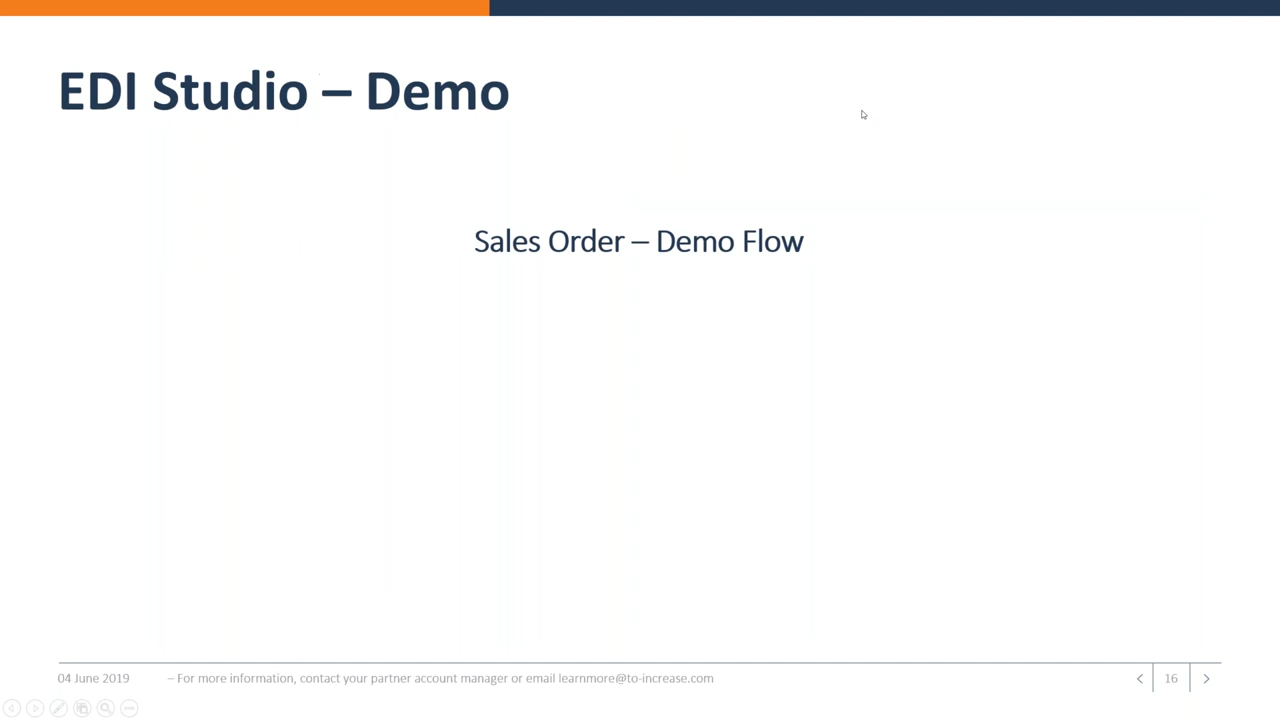 EDI Studio – Demo
Sales Order – Demo Flow
04 June 2019 – For more information, contact your partner account manager or email learnmore@to-increase.com 16